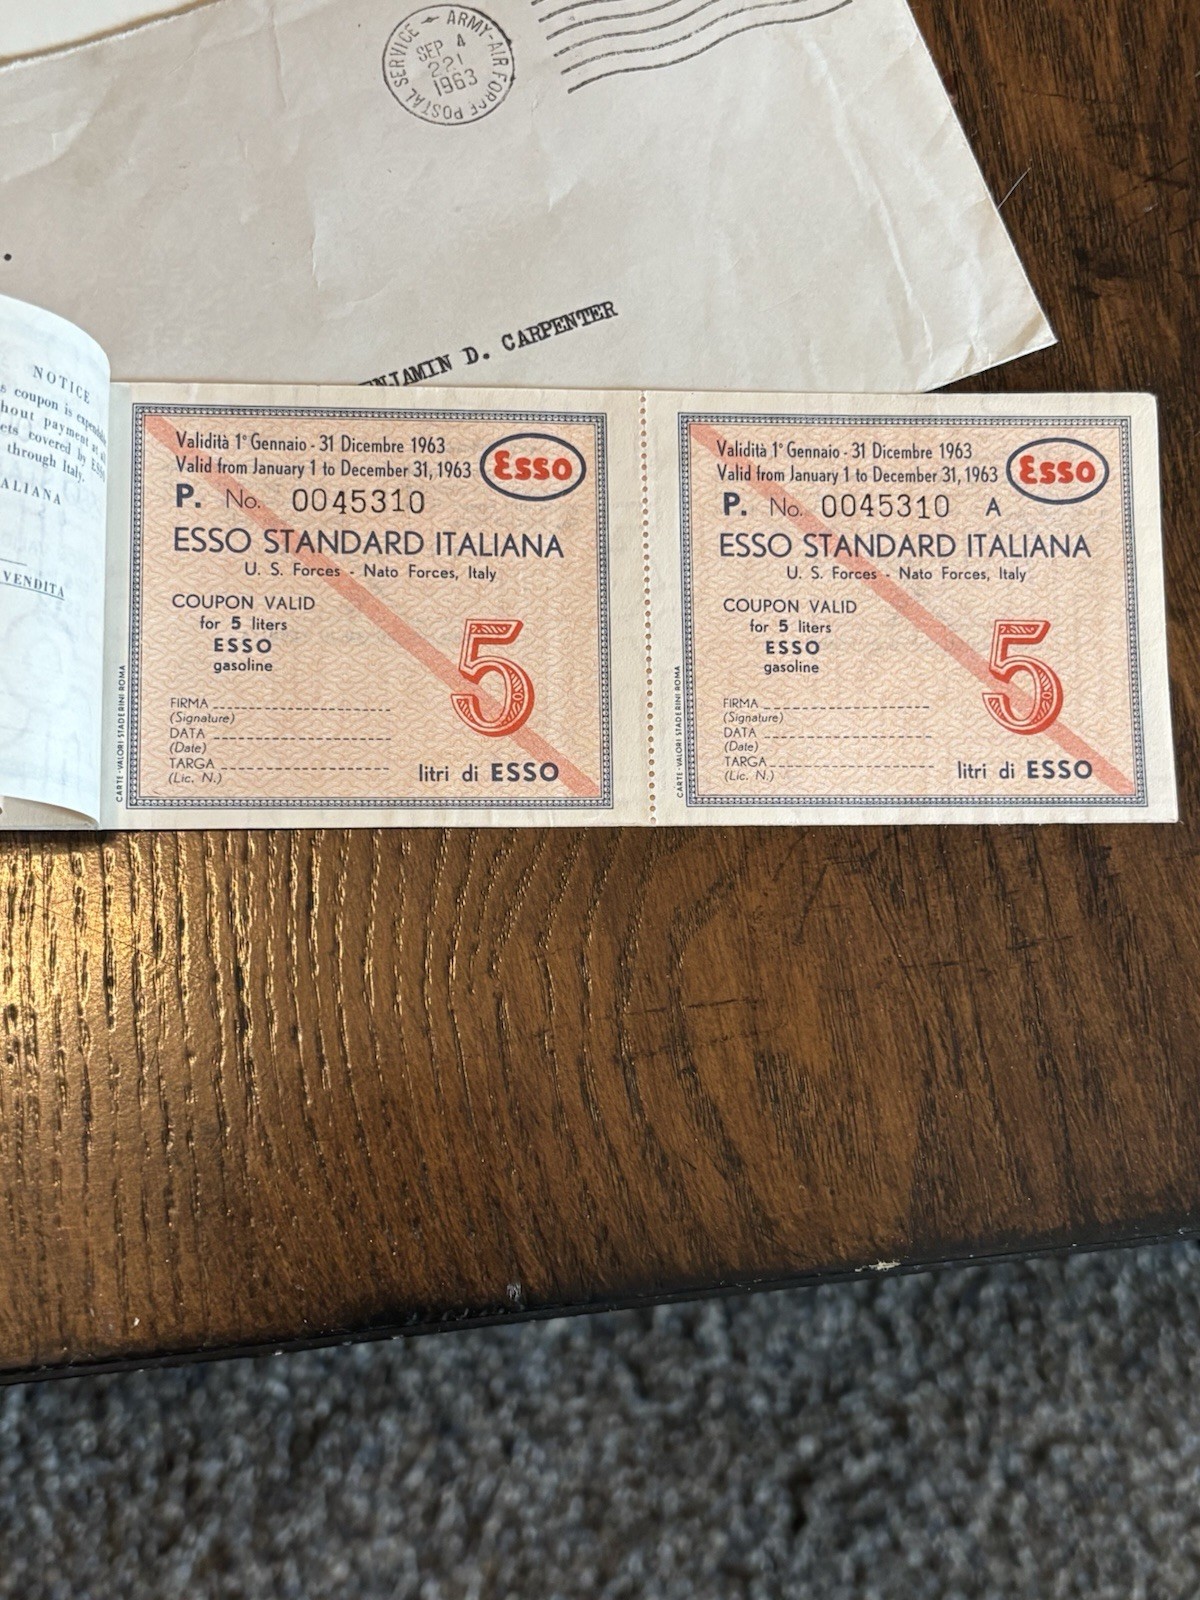 ARMY-AIR FORCE POSTAL SERVICE
SEP 4
21
1963
NJAMIN D. CARPENTER
NOTICE
s coupon is
hout payment at
ets covered by ESSO
through Italy.
ALIANA
VENDITA
Validità 1° Gennaio - 31 Dicembre 1963
Valid from January 1 to December 31, 1963
Esso
P. No. 0045310
ESSO STANDARD ITALIANA
U. S. Forces - Nato Forces, Italy
COUPON VALID
for 5 liters
ESSO
gasoline
5
FIRMA
(Signature)
DATA
(Date)
TARGA
(Lic. N.)
litri di ESSO
CARTE-VALORI STADERINI ROMA
Validità 1° Gennaio - 31 Dicembre 1963
Valid from January 1 to December 31, 1963
Esso
P. No. 0045310 A
ESSO STANDARD ITALIANA
U. S. Forces - Nato Forces, Italy
COUPON VALID
for 5 liters
ESSO
gasoline
5
FIRMA
(Signature)
DATA
(Date)
TARGA
(Lic. N.)
litri di ESSO
CARTE-VALORI STADERINI ROMA